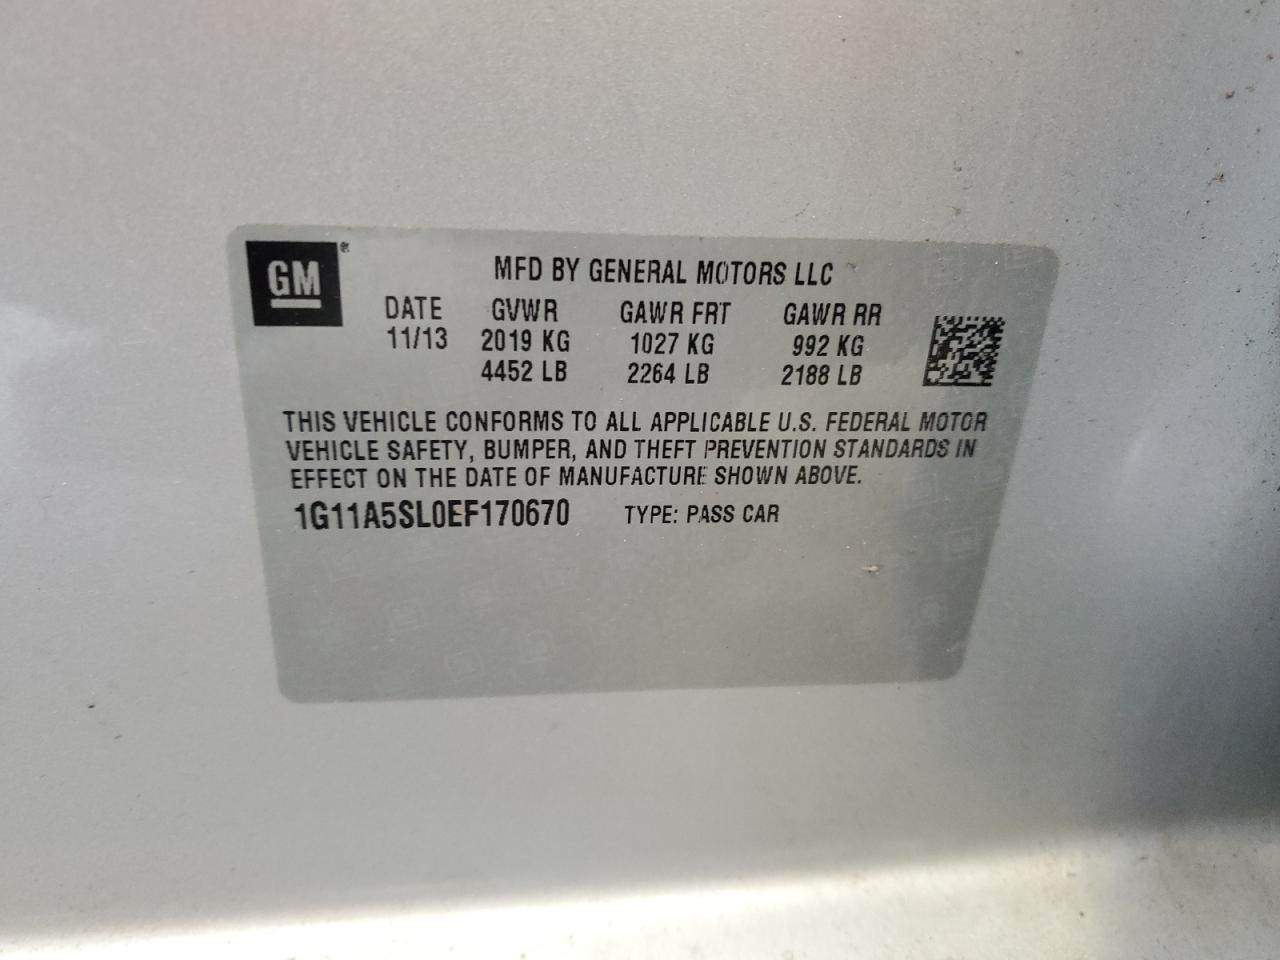 GM ®
MFD BY GENERAL MOTORS LLC
DATE GVWR GAWR FRT GAWR RR
11/13 2019 KG 1027 KG 992 KG
4452 LB 2264 LB 2188 LB
THIS VEHICLE CONFORMS TO ALL APPLICABLE U.S. FEDERAL MOTOR
VEHICLE SAFETY, BUMPER, AND THEFT PREVENTION STANDARDS IN
EFFECT ON THE DATE OF MANUFACTURE SHOWN ABOVE.
1G11A5SL0EF170670 TYPE: PASS CAR